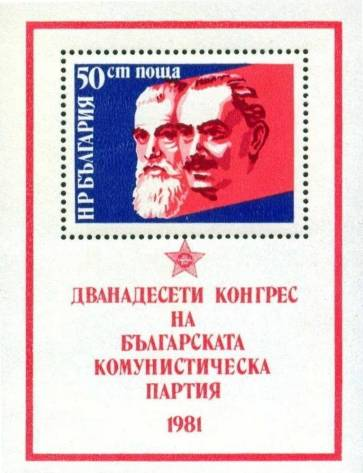 50 ст поща
НР БЪЛГАРИЯ
ДВАНАДЕСЕТИ КОНГРЕС
НА
БЪЛГАРСКАТА
КОМУНИСТИЧЕСКА
ПАРТИЯ
1981